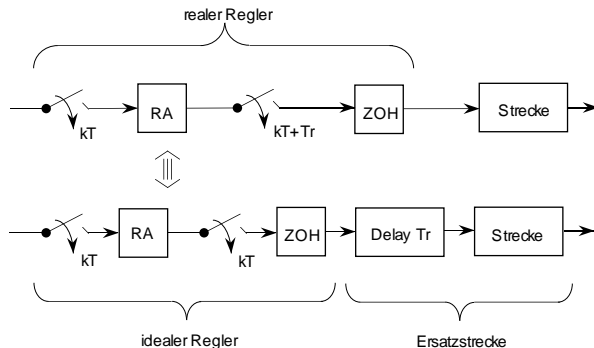 realer Regler
RA
ZOH
Strecke
kT
kT+Tr
RA
ZOH
Delay Tr
Strecke
kT
kT
idealer Regler
Ersatzstrecke